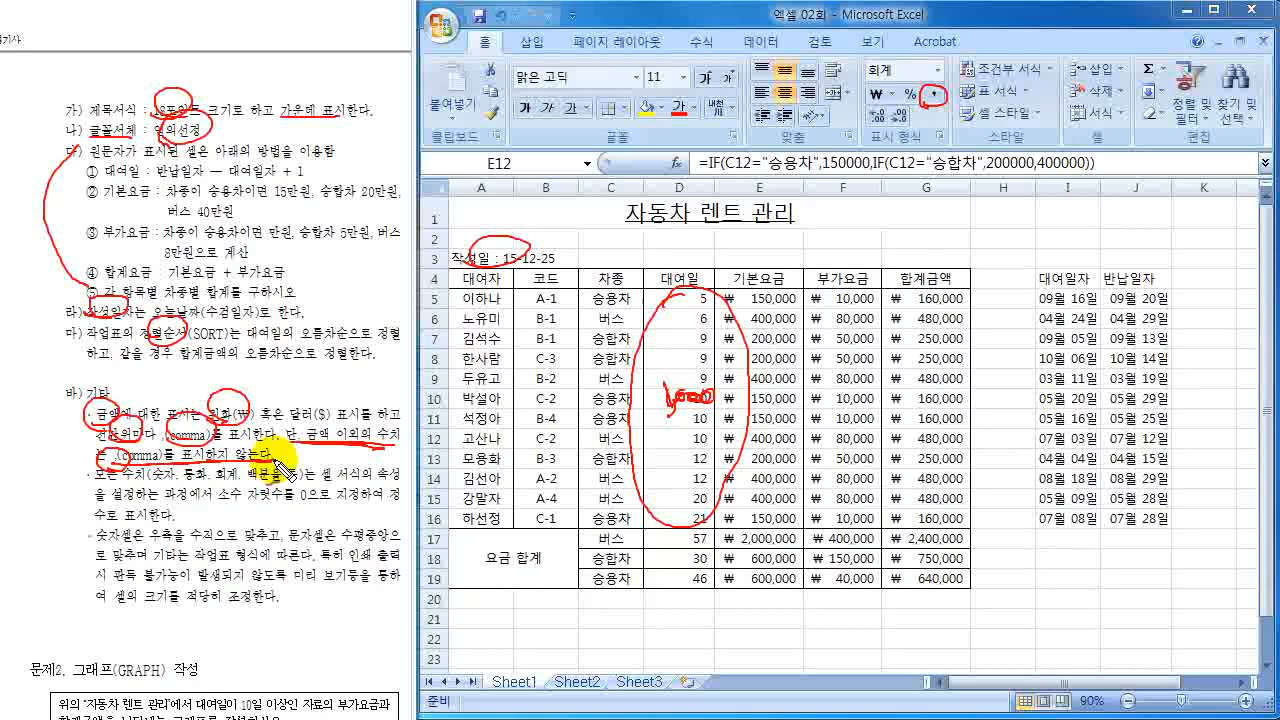 가) 제목서식 : 크기로 하고 가운데 표시한다.
나) 글꼴서체 : 임의선정
다) 원문자가 표시된 셀은 아래의 방법을 이용함
① 대여일 : 반납일자 – 대여일자 + 1
② 기본요금 : 차종이 승용차이면 15만원, 승합차 20만원,
버스 40만원
③ 부가요금 : 차종이 승용차이면 만원, 승합차 5만원, 버스
8만원으로 계산
④ 합계요금 : 기본요금 + 부가요금
⑤ 각 항목별 차종별 합계를 구하시오
라) 작성일자는 오늘날짜(수검일자)로 한다.
마) 작업표의 정렬순서(SORT)는 대여일의 오름차순으로 정렬
하고, 같을 경우 합계금액의 오름차순으로 정렬한다.
바) 기타
· 금액에 대한 표시는 원화(₩) 혹은 달러($) 표시를 하고
천단위마다 ,(comma)를 표시한다. 단, 금액 이외의 수치
는 ,(comma)를 표시하지 않는다.
· 모든 수치(숫자, 통화, 회계, 백분율 등)는 셀 서식의 속성
을 설정하는 과정에서 소수 자릿수를 0으로 지정하여 정
수로 표시한다.
· 숫자셀은 우측을 수직으로 맞추고, 문자셀은 수평중앙으
로 맞추며 기타는 작업표 형식에 따른다. 특히 인쇄 출력
시 판독 불가능이 발생되지 않도록 미리 보기등을 통하
여 셀의 크기를 적당히 조정한다.
문제2. 그래프(GRAPH) 작성
위의 "자동차 렌트 관리"에서 대여일이 10일 이상인 자료의 부가요금과
엑셀 02회 - Microsoft Excel
홈 삽입 페이지 레이아웃 수식 데이터 검토 보기 Acrobat
붙여넣기 맑은 고딕 11 가 가 회계 조건부 서식 삽입 Σ
가 가 가 가 내천 ₩ % , 표 서식 삭제 정렬 및 필터 찾기 및 선택
셀 스타일 서식
클립보드 글꼴 맞춤 표시 형식 스타일 셀 편집
E12 fx =IF(C12="승용차",150000,IF(C12="승합차",200000,400000))
A B C D E F G H I J K
1 자동차 렌트 관리
2
3 작성일 : 15-12-25
4 대여자 코드 차종 대여일 기본요금 부가요금 합계금액 대여일자 반납일자
5 이하나 A-1 승용차 5 ₩ 150,000 ₩ 10,000 ₩ 160,000 09월 16일 09월 20일
6 노유미 B-1 버스 6 ₩ 400,000 ₩ 80,000 ₩ 480,000 04월 24일 04월 29일
7 김석수 B-1 승합차 9 ₩ 200,000 ₩ 50,000 ₩ 250,000 09월 05일 09월 13일
8 한사람 C-3 승합차 9 ₩ 200,000 ₩ 50,000 ₩ 250,000 10월 06일 10월 14일
9 두유고 B-2 버스 9 ₩ 400,000 ₩ 80,000 ₩ 480,000 03월 11일 03월 19일
10 박설아 C-2 승용차 1,000 ₩ 150,000 ₩ 10,000 ₩ 160,000 05월 20일 05월 29일
11 석정아 B-4 승용차 10 ₩ 150,000 ₩ 10,000 ₩ 160,000 05월 16일 05월 25일
12 고산나 C-2 버스 10 ₩ 400,000 ₩ 80,000 ₩ 480,000 07월 03일 07월 12일
13 모용화 B-3 승합차 12 ₩ 200,000 ₩ 50,000 ₩ 250,000 05월 01일 05월 12일
14 김선아 A-2 버스 12 ₩ 400,000 ₩ 80,000 ₩ 480,000 08월 18일 08월 29일
15 강말자 A-4 버스 20 ₩ 400,000 ₩ 80,000 ₩ 480,000 05월 09일 05월 28일
16 하선정 C-1 승용차 21 ₩ 150,000 ₩ 10,000 ₩ 160,000 07월 08일 07월 28일
17 버스 57 ₩ 2,000,000 ₩ 400,000 ₩ 2,400,000
18 요금 합계 승합차 30 ₩ 600,000 ₩ 150,000 ₩ 750,000
19 승용차 46 ₩ 600,000 ₩ 40,000 ₩ 640,000
20
21
22
23
Sheet1 Sheet2 Sheet3
준비 90%